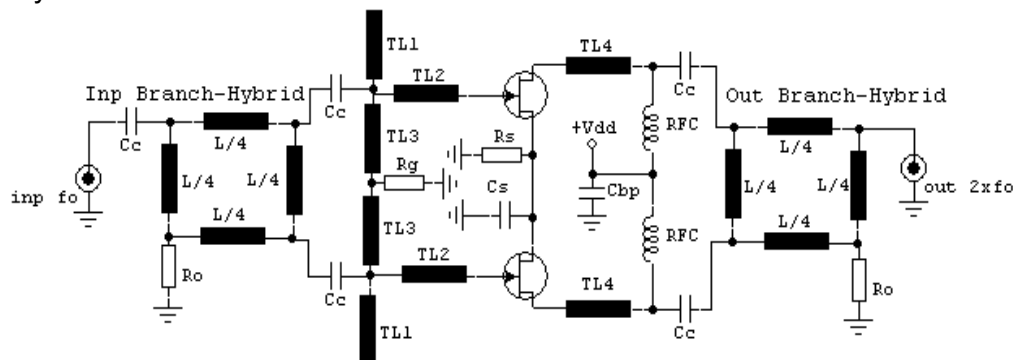 TL1
TL4
TL2
Cc
Cc
Inp Branch-Hybrid
Out Branch-Hybrid
RFC
+Vdd
Cc
L/4
L/4
TL3
Rs
Rg
L/4
L/4
L/4
L/4
Cs
Cbp
inp fo
out 2xfo
L/4
L/4
TL3
RFC
TL2
Ro
Ro
Cc
TL4
Cc
TL1